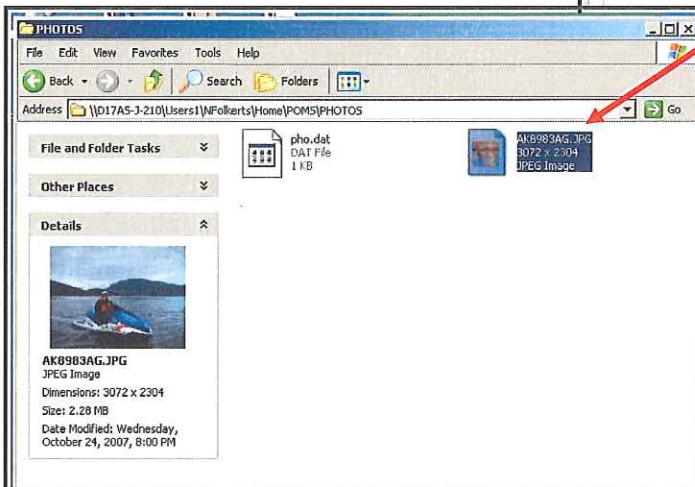 PHOTOS
File Edit View Favorites Tools Help
Back Search Folders
Address \\D17A5-J-210\Users1\NFolkerts\Home\POMS\PHOTOS Go
File and Folder Tasks
Other Places
Details
AK8983AG.JPG
JPEG Image
Dimensions: 3072 x 2304
Size: 2.28 MB
Date Modified: Wednesday,
October 24, 2007, 8:00 PM
pho.dat
DAT File
1 KB
AK8983AG.JPG
3072 x 2304
JPEG Image